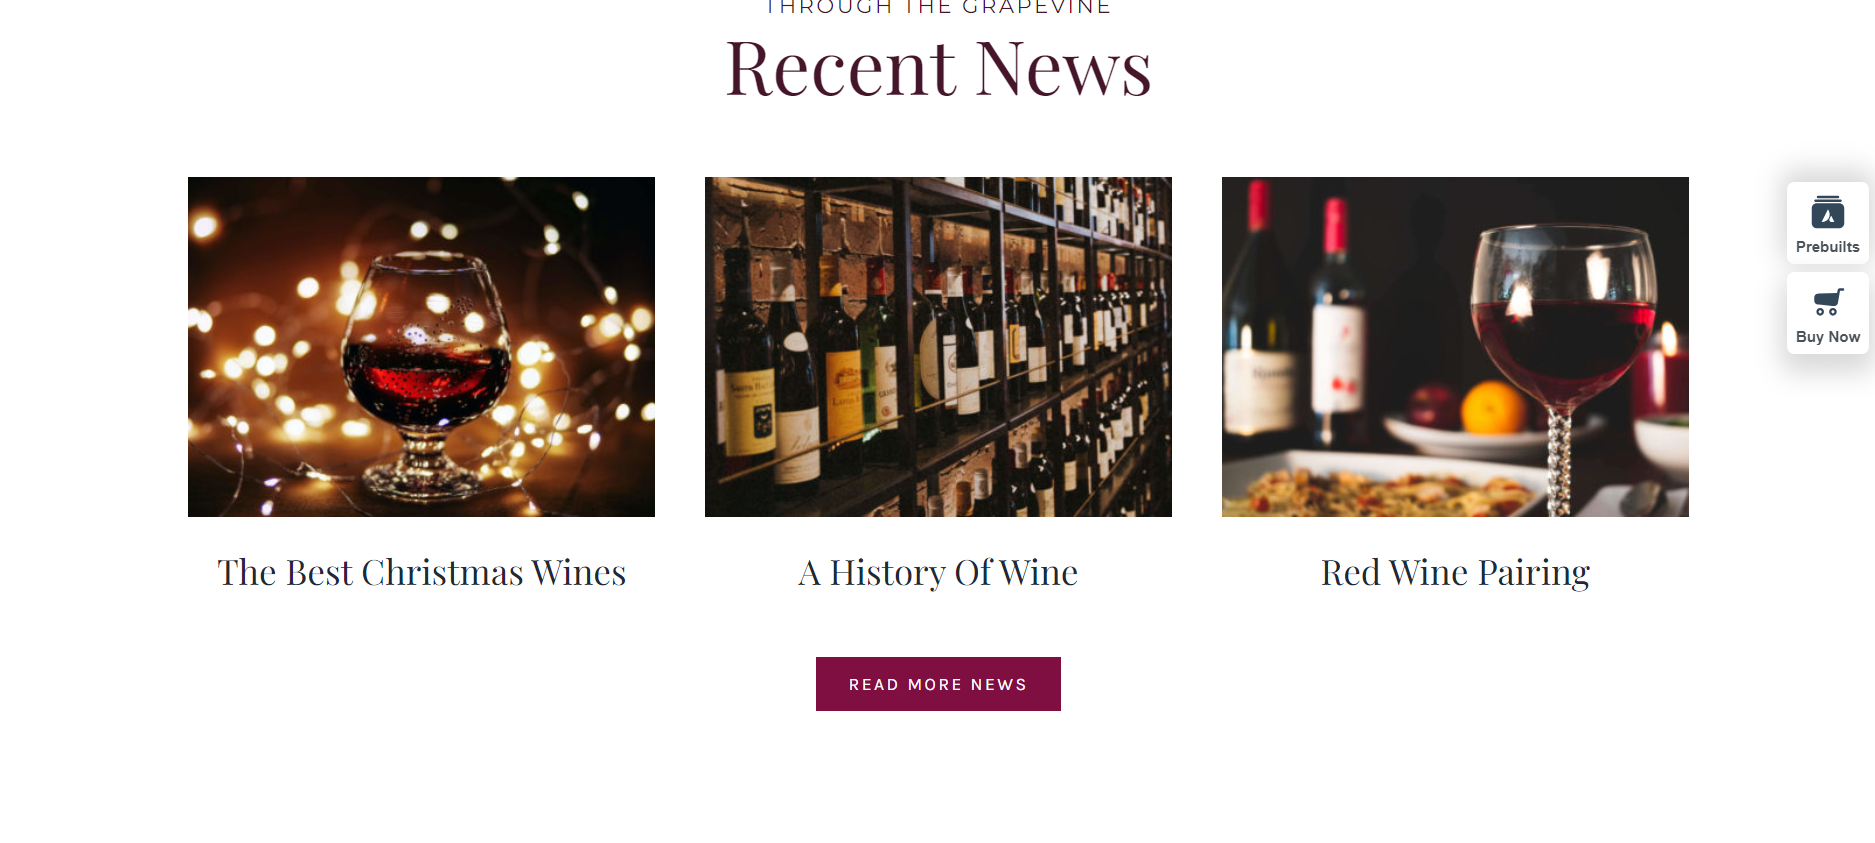 THROUGH THE GRAPEVINE
Recent News
Prebuilts
Buy Now
The Best Christmas Wines
A History Of Wine
Red Wine Pairing
READ MORE NEWS